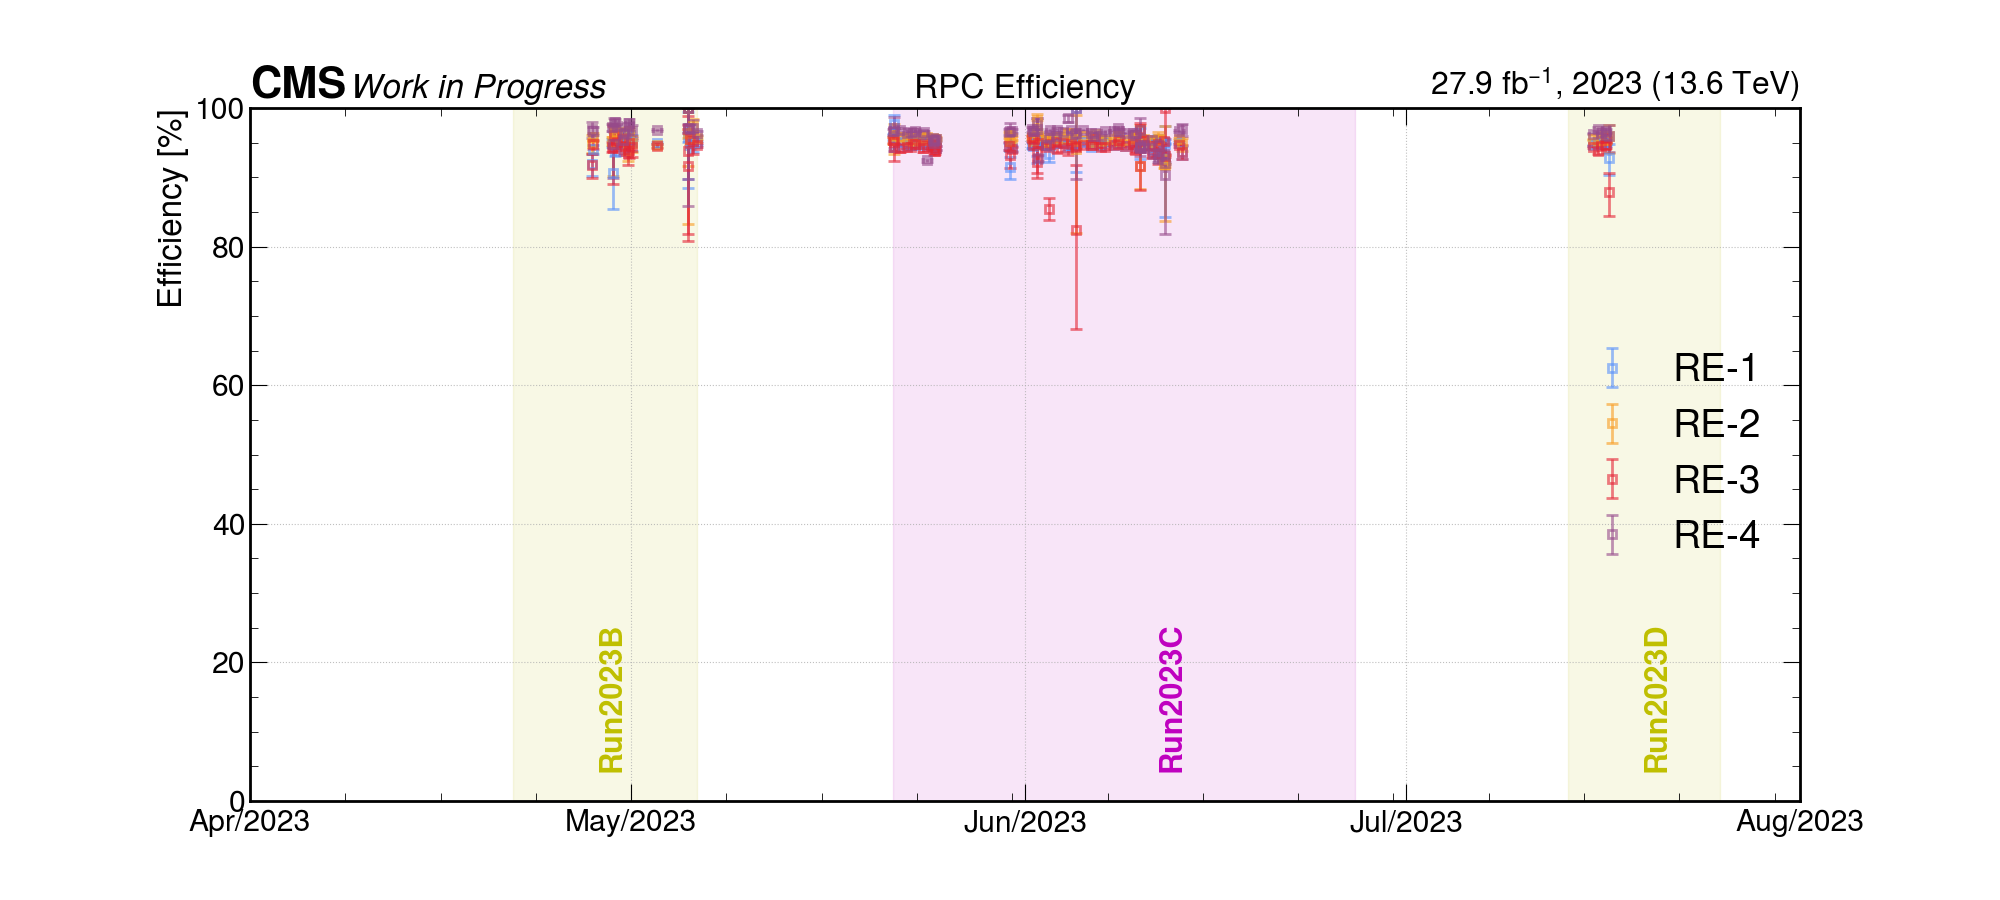 CMS Work in Progress RPC Efficiency 27.9 fb⁻¹, 2023 (13.6 TeV)
Efficiency [%]
100
80
60
40
20
0
RE-1
RE-2
RE-3
RE-4
Run2023B
Run2023C
Run2023D
Apr/2023 May/2023 Jun/2023 Jul/2023 Aug/2023